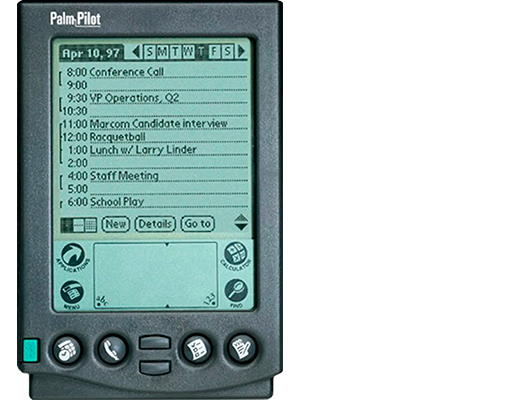 PalmPilot
Apr 10, 97 S M T W T F S
8:00 Conference Call
9:00
9:30 VP Operations, Q2
10:30
11:00 Marcom Candidate interview
12:00 Racquetball
1:00 Lunch w/ Larry Linder
2:00
4:00 Staff Meeting
5:00
6:00 School Play
New Details Go to
APPLICATIONS
CALCULATOR
MENU
abc
123
FIND